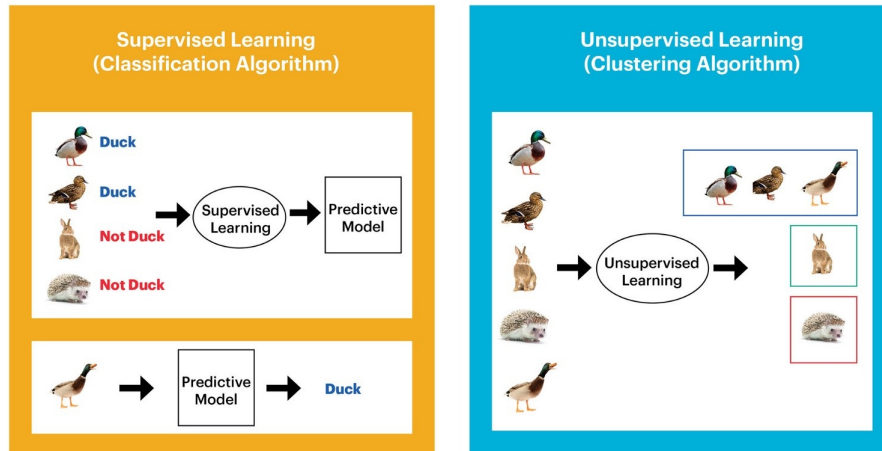 Supervised Learning
(Classification Algorithm)
Duck
Duck
Not Duck
Not Duck
Supervised
Learning
Predictive
Model
Predictive
Model
Duck
Unsupervised Learning
(Clustering Algorithm)
Unsupervised
Learning